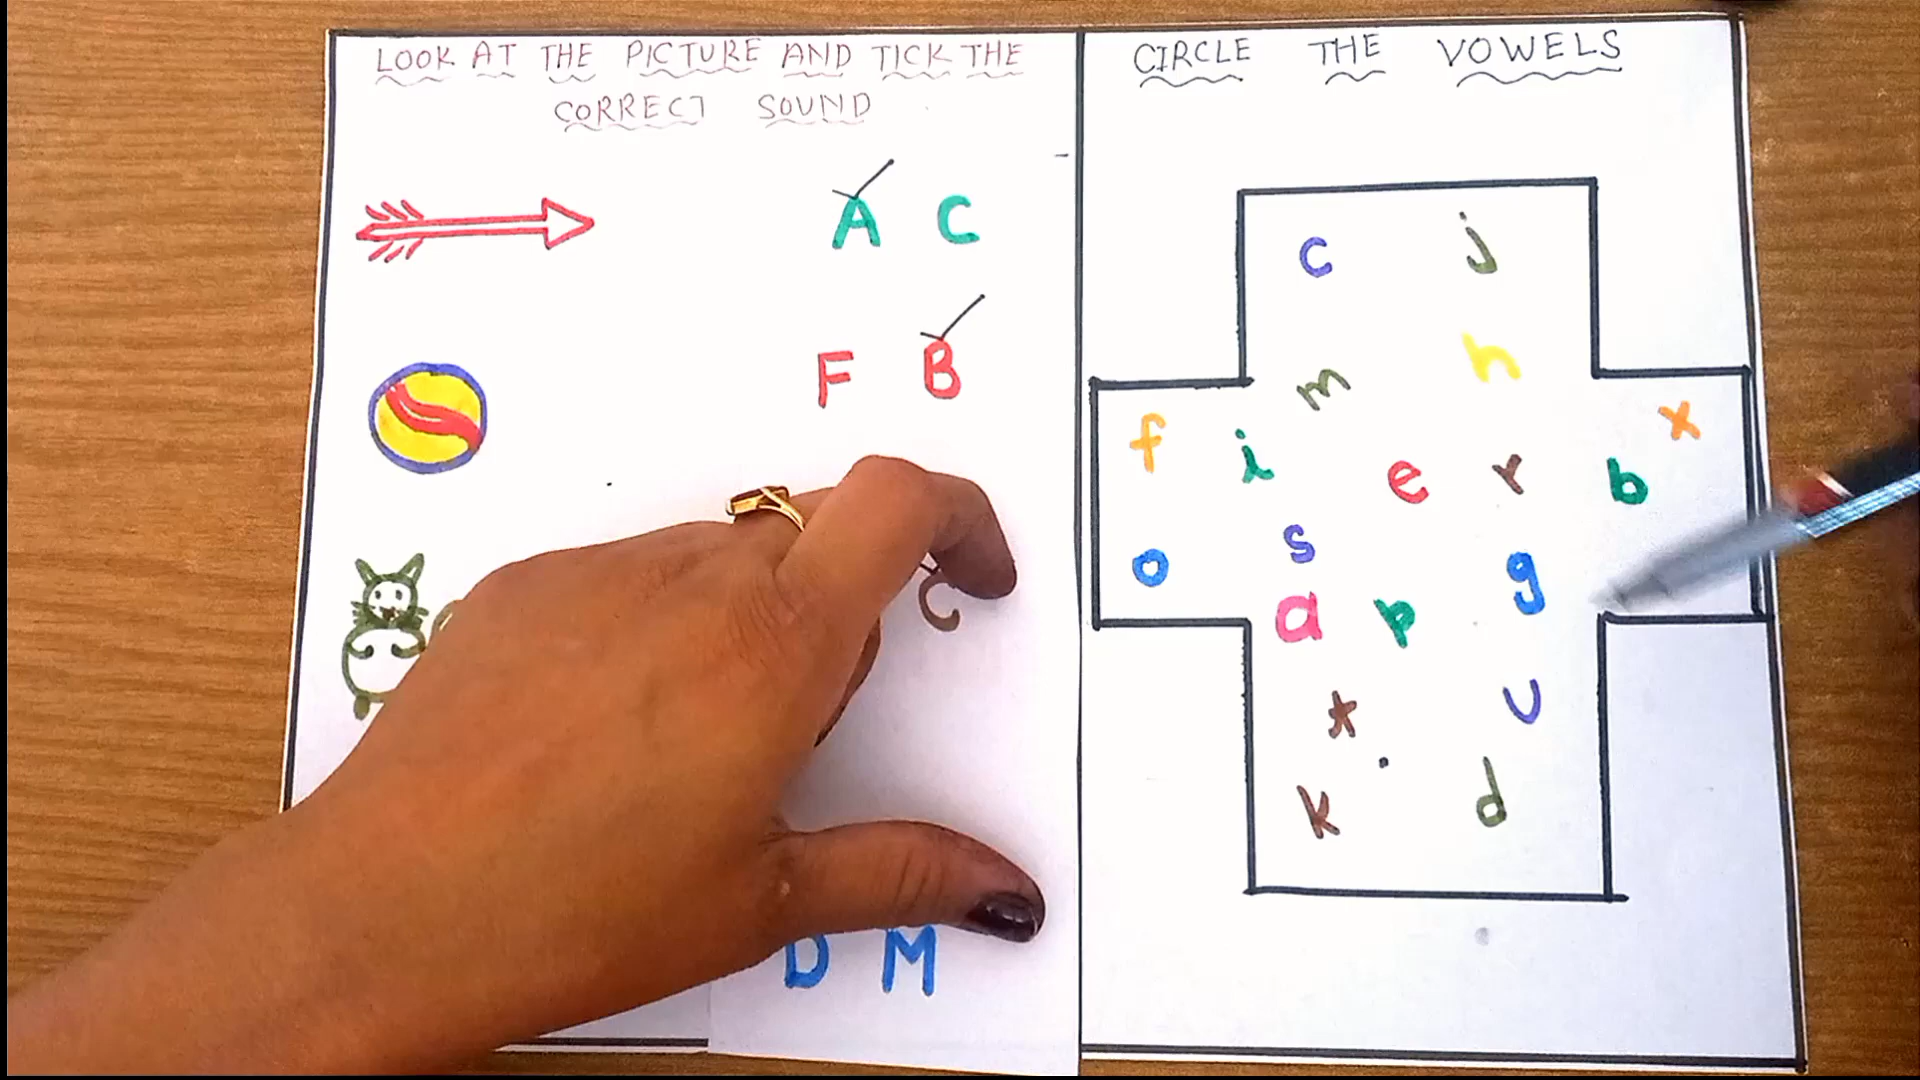 LOOK AT THE PICTURE AND TICK THE
CORRECT SOUND
A C
F B
C
D M
CIRCLE THE VOWELS
c j
m h
f i e r b x
o s g
a p
t u
k d